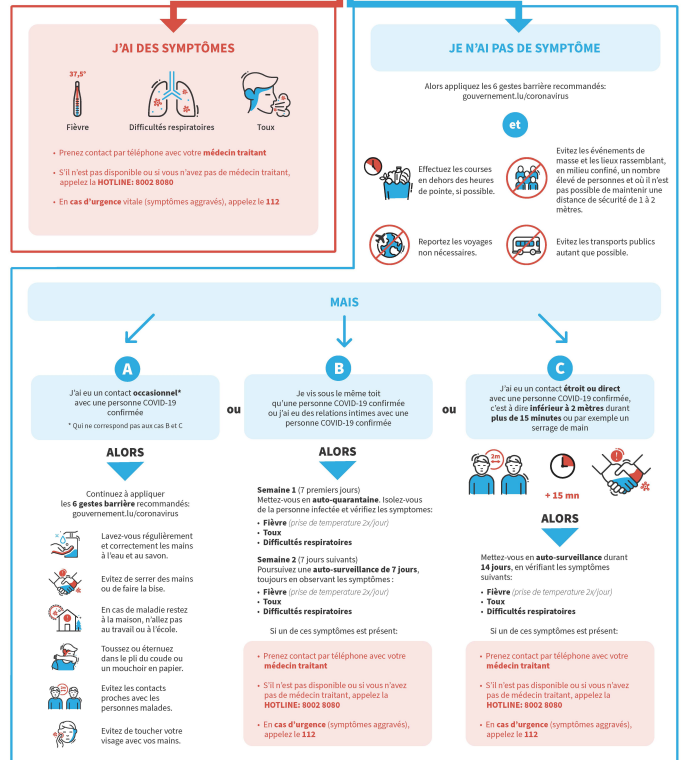 J'AI DES SYMPTÔMES
37,5°
Fièvre
Difficultés respiratoires
Toux
• Prenez contact par téléphone avec votre médecin traitant
• S'il n'est pas disponible ou si vous n'avez pas de médecin traitant,
appelez la HOTLINE: 8002 8080
• En cas d'urgence vitale (symptômes aggravés), appelez le 112
JE N'AI PAS DE SYMPTÔME
Alors appliquez les 6 gestes barrière recommandés:
gouvernement.lu/coronavirus
et
Effectuez les courses
en dehors des heures
de pointe, si possible.
Evitez les événements de
masse et les lieux rassemblant,
en milieu confiné, un nombre
élevé de personnes et où il n'est
pas possible de maintenir une
distance de sécurité de 1 à 2
mètres.
Reportez les voyages
non nécessaires.
Evitez les transports publics
autant que possible.
MAIS
A
J'ai eu un contact occasionnel*
avec une personne COVID-19
confirmée
* Qui ne correspond pas aux cas B et C
ALORS
Continuez à appliquer
les 6 gestes barrière recommandés:
gouvernement.lu/coronavirus
Lavez-vous régulièrement
et correctement les mains
à l'eau et au savon.
Evitez de serrer des mains
ou de faire la bise.
En cas de maladie restez
à la maison, n'allez pas
au travail ou à l'école.
Toussez ou éternuez
dans le pli du coude ou
un mouchoir en papier.
Evitez les contacts
proches avec les
personnes malades.
Evitez de toucher votre
visage avec vos mains.
ou
B
Je vis sous le même toit
qu'une personne COVID-19 confirmée
ou j'ai eu des relations intimes avec une
personne COVID-19 confirmée
ALORS
Semaine 1 (7 premiers jours)
Mettez-vous en auto-quarantaine. Isolez-vous
de la personne infectée et vérifiez les symptômes:
• Fièvre (prise de temperature 2x/jour)
• Toux
• Difficultés respiratoires
Semaine 2 (7 jours suivants)
Poursuivez une auto-surveillance de 7 jours,
toujours en observant les symptômes :
• Fièvre (prise de temperature 2x/jour)
• Toux
• Difficultés respiratoires
Si un de ces symptômes est présent:
• Prenez contact par téléphone avec votre
médecin traitant
• S'il n'est pas disponible ou si vous n'avez
pas de médecin traitant, appelez la
HOTLINE: 8002 8080
• En cas d'urgence (symptômes aggravés),
appelez le 112
ou
C
J'ai eu un contact étroit ou direct
avec une personne COVID-19 confirmée,
c'est à dire inférieur à 2 mètres durant
plus de 15 minutes ou par exemple un
serrage de main
2m
+ 15 mn
ALORS
Mettez-vous en auto-surveillance durant
14 jours, en vérifiant les symptômes
suivants:
• Fièvre (prise de temperature 2x/jour)
• Toux
• Difficultés respiratoires
Si un de ces symptômes est présent:
• Prenez contact par téléphone avec votre
médecin traitant
• S'il n'est pas disponible ou si vous n'avez
pas de médecin traitant, appelez la
HOTLINE: 8002 8080
• En cas d'urgence (symptômes aggravés),
appelez le 112